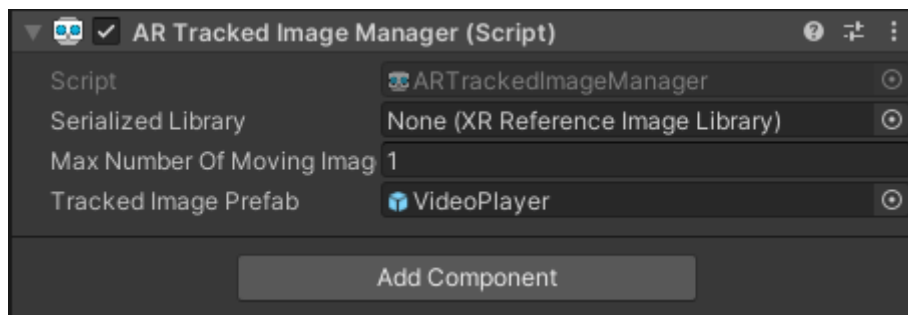 AR Tracked Image Manager (Script)
Script ARTrackedImageManager
Serialized Library None (XR Reference Image Library)
Max Number Of Moving Imag 1
Tracked Image Prefab VideoPlayer
Add Component